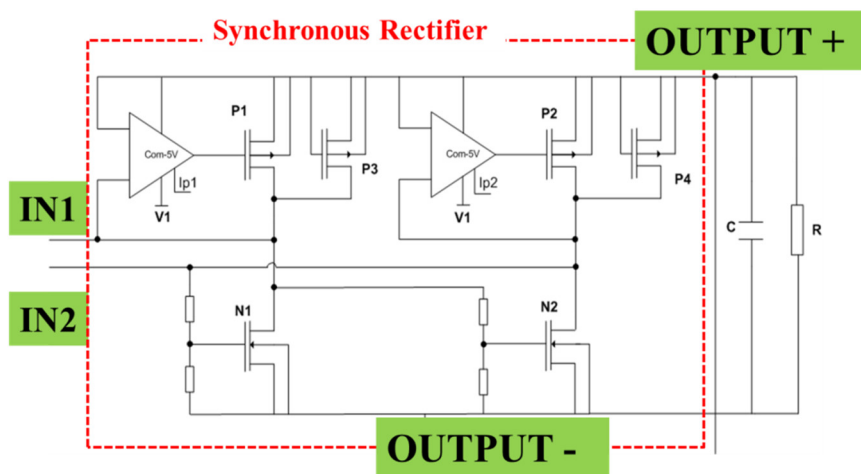 Synchronous Rectifier
OUTPUT +
P1
P2
Com-5V
Com-5V
P3
P4
Ip1
Ip2
V1
V1
IN1
C
R
IN2
N1
N2
OUTPUT -